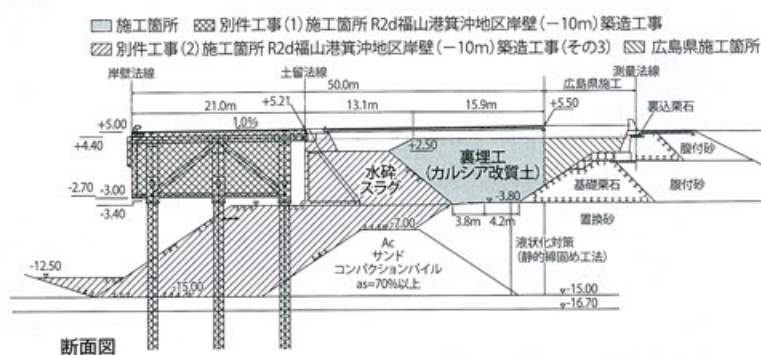 施工箇所 別件工事(1)施工箇所 R2d福山港箕沖地区岸壁(-10m)築造工事
別件工事(2)施工箇所 R2d福山港箕沖地区岸壁(-10m)築造工事(その3) 広島県施工箇所
岸壁法線 土留法線 測量法線
50.0m 広島県施工
21.0m +5.21 13.1m 15.9m +5.50 裏込栗石
+5.00 1.0%
+4.40 +2.50 腹付砂
水砕
スラグ
裏埋工
(カルシア改質土)
基礎栗石 腹付砂
-2.70 -3.00 -3.80
-3.40 3.8m 4.2m 置換砂
-7.00
Ac
サンド
コンパクションパイル
as=70%以上
液状化対策
(静的締固め工法)
-12.50
-15.00 -15.00
-16.70
断面図